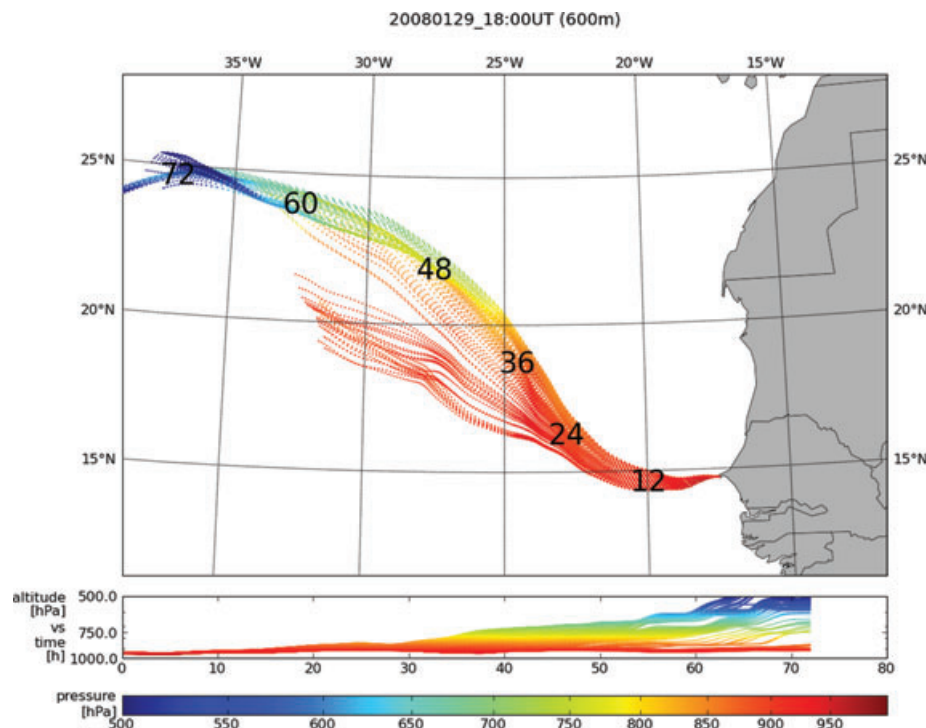 20080129_18:00UT (600m)
35°W 30°W 25°W 20°W 15°W
25°N 25°N
20°N 20°N
15°N 15°N
72
60
48
36
24
12
altitude 500.0
[hPa]
vs 750.0
time
[h] 1000.0
0 10 20 30 40 50 60 70 80
pressure
[hPa]
500 550 600 650 700 750 800 850 900 950